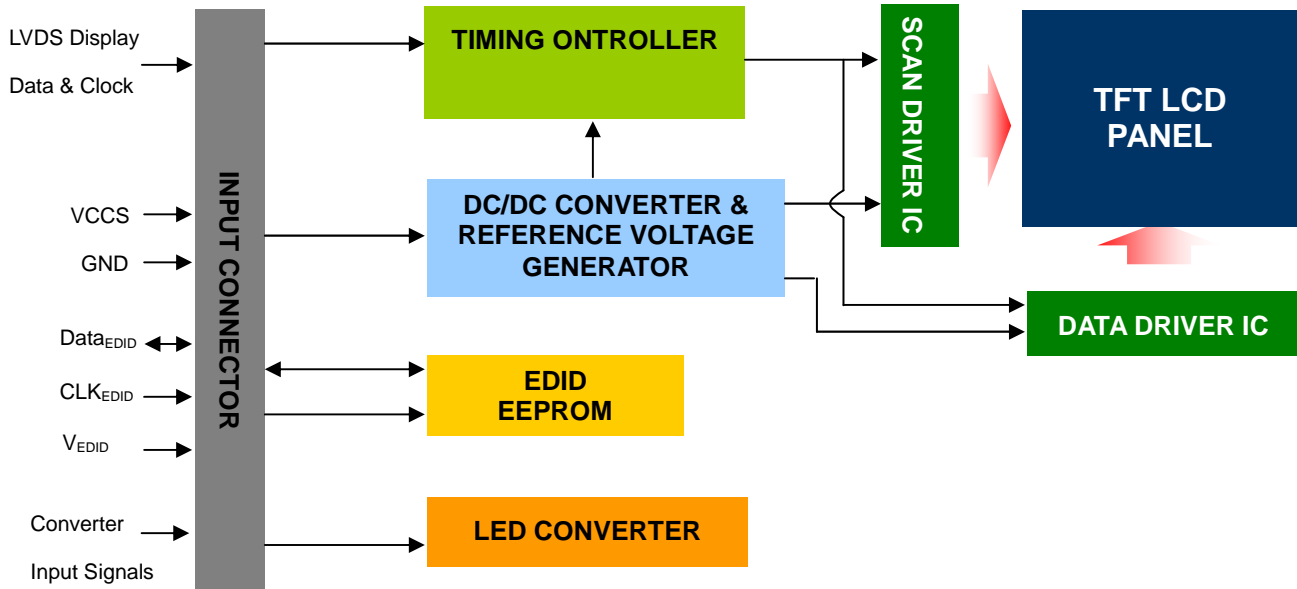 LVDS Display
Data & Clock
VCCS
GND
DataEDID
CLKEDID
VEDID
Converter
Input Signals
INPUT CONNECTOR
TIMING ONTROLLER
DC/DC CONVERTER &
REFERENCE VOLTAGE
GENERATOR
EDID
EEPROM
LED CONVERTER
SCAN DRIVER IC
TFT LCD
PANEL
DATA DRIVER IC